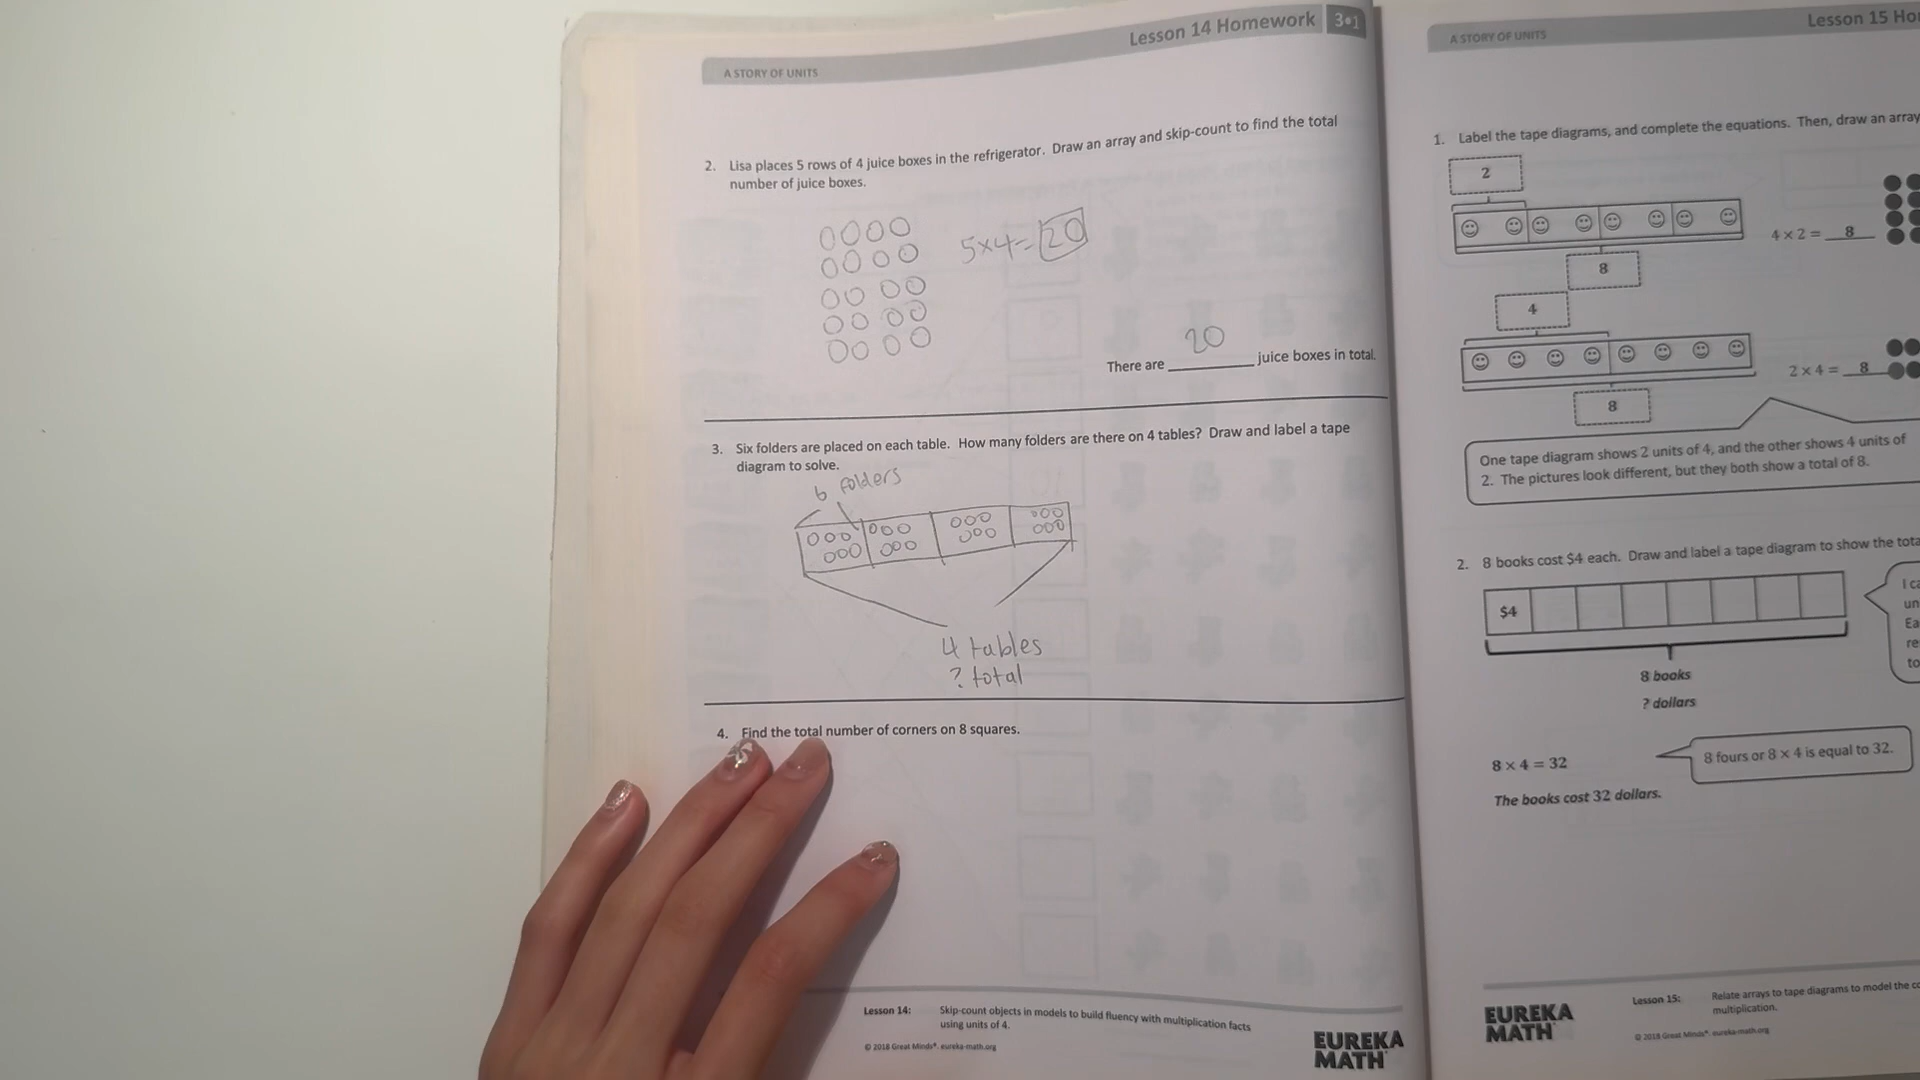 Lesson 14 Homework 3•1
A STORY OF UNITS
2. Lisa places 5 rows of 4 juice boxes in the refrigerator. Draw an array and skip-count to find the total
number of juice boxes.
5×4=20
20
There are ________ juice boxes in total.
3. Six folders are placed on each table. How many folders are there on 4 tables? Draw and label a tape
diagram to solve.
6 folders
4 tables
? total
4. Find the total number of corners on 8 squares.
Lesson 14: Skip-count objects in models to build fluency with multiplication facts
using units of 4.
© 2018 Great Minds®. eureka-math.org
EUREKA
MATH
Lesson 15 Ho
A STORY OF UNITS
1. Label the tape diagrams, and complete the equations. Then, draw an array
2
4 × 2 = 8
8
4
2 × 4 = 8
8
One tape diagram shows 2 units of 4, and the other shows 4 units of
2. The pictures look different, but they both show a total of 8.
2. 8 books cost $4 each. Draw and label a tape diagram to show the tota
I ca
un
Ea
re
to
$4
8 books
? dollars
8 × 4 = 32
8 fours or 8 × 4 is equal to 32.
The books cost 32 dollars.
Lesson 15: Relate arrays to tape diagrams to model the co
multiplication.
© 2018 Great Minds®. eureka-math.org
EUREKA
MATH